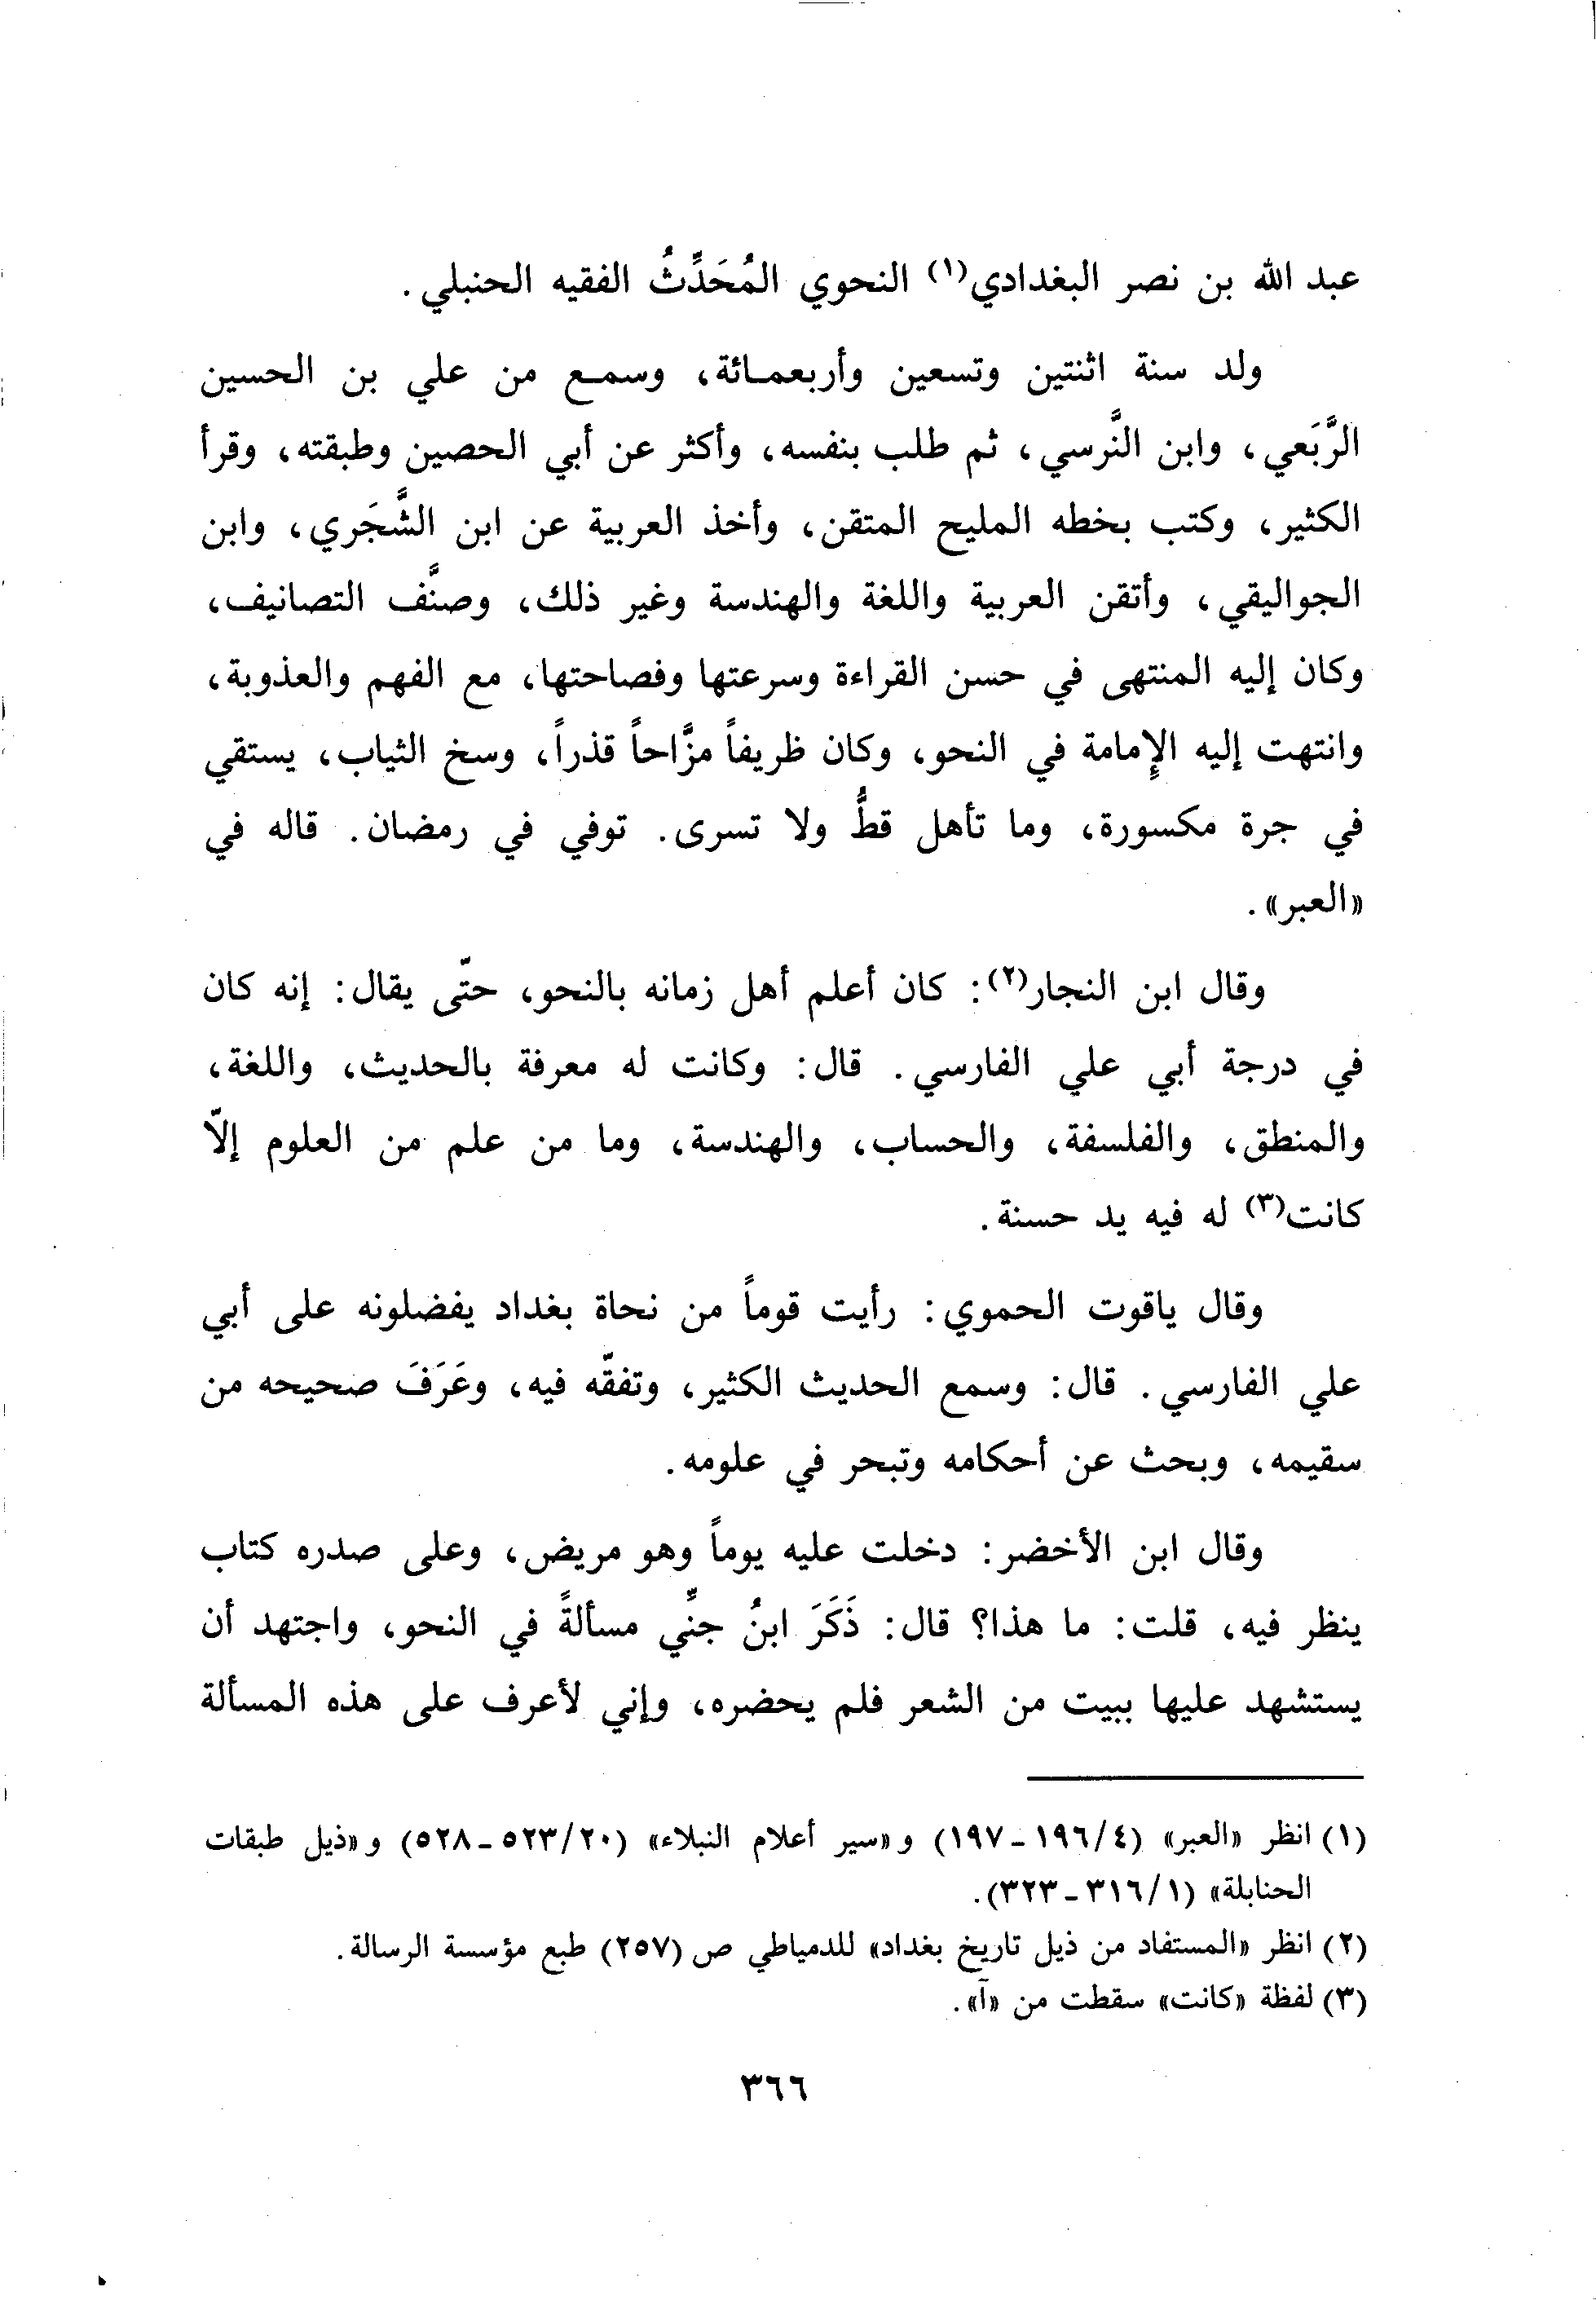 عبد الله بن نصر البغدادي(١) النحوي المُحَدِّثُ الفقيه الحنبلي.
ولد سنة اثنتين وتسعين وأربعمـائة، وسمـع من علي بن الحسين
الرَّبَعي، وابن النَّرسي، ثم طلب بنفسه، وأكثر عن أبي الحصين وطبقته، وقرأ
الكثير، وكتب بخطه المليح المتقن، وأخذ العربية عن ابن الشَّجَري، وابن
الجواليقي، وأتقن العربية واللغة والهندسة وغير ذلك، وصنَّف التصانيف،
وكان إليه المنتهى في حسن القراءة وسرعتها وفصاحتها، مع الفهم والعذوبة،
وانتهت إليه الإِمامة في النحو، وكان ظريفاً مزَّاحاً قذراً، وسخ الثياب، يستقي
في جرة مكسورة، وما تأهل قطُّ ولا تسرى. توفي في رمضان. قاله في
«العبر».
وقال ابن النجار(٢): كان أعلم أهل زمانه بالنحو، حتّى يقال: إنه كان
في درجة أبي علي الفارسي. قال: وكانت له معرفة بالحديث، واللغة،
والمنطق، والفلسفة، والحساب، والهندسة، وما من علم من العلوم إلاّ
كانت(٣) له فيه يد حسنة.
وقال ياقوت الحموي: رأيت قوماً من نحاة بغداد يفضلونه على أبي
علي الفارسي. قال: وسمع الحديث الكثير، وتفقّه فيه، وعَرَفَ صحيحه من
سقيمه، وبحث عن أحكامه وتبحر في علومه.
وقال ابن الأخضر: دخلت عليه يوماً وهو مريض، وعلى صدره كتاب
ينظر فيه، قلت: ما هذا؟ قال: ذَكَرَ ابنُ جنِّي مسألةً في النحو، واجتهد أن
يستشهد عليها ببيت من الشعر فلم يحضره، وإني لأعرف على هذه المسألة
(١) انظر «العبر» (٤/ ١٩٦ - ١٩٧) و«سير أعلام النبلاء» (٢٠/ ٥٢٣ - ٥٢٨) و«ذيل طبقات
الحنابلة» (١/ ٣١٦ - ٣٢٣).
(٢) انظر «المستفاد من ذيل تاريخ بغداد» للدمياطي ص (٢٥٧) طبع مؤسسة الرسالة.
(٣) لفظة «كانت» سقطت من «آ».
٣٦٦